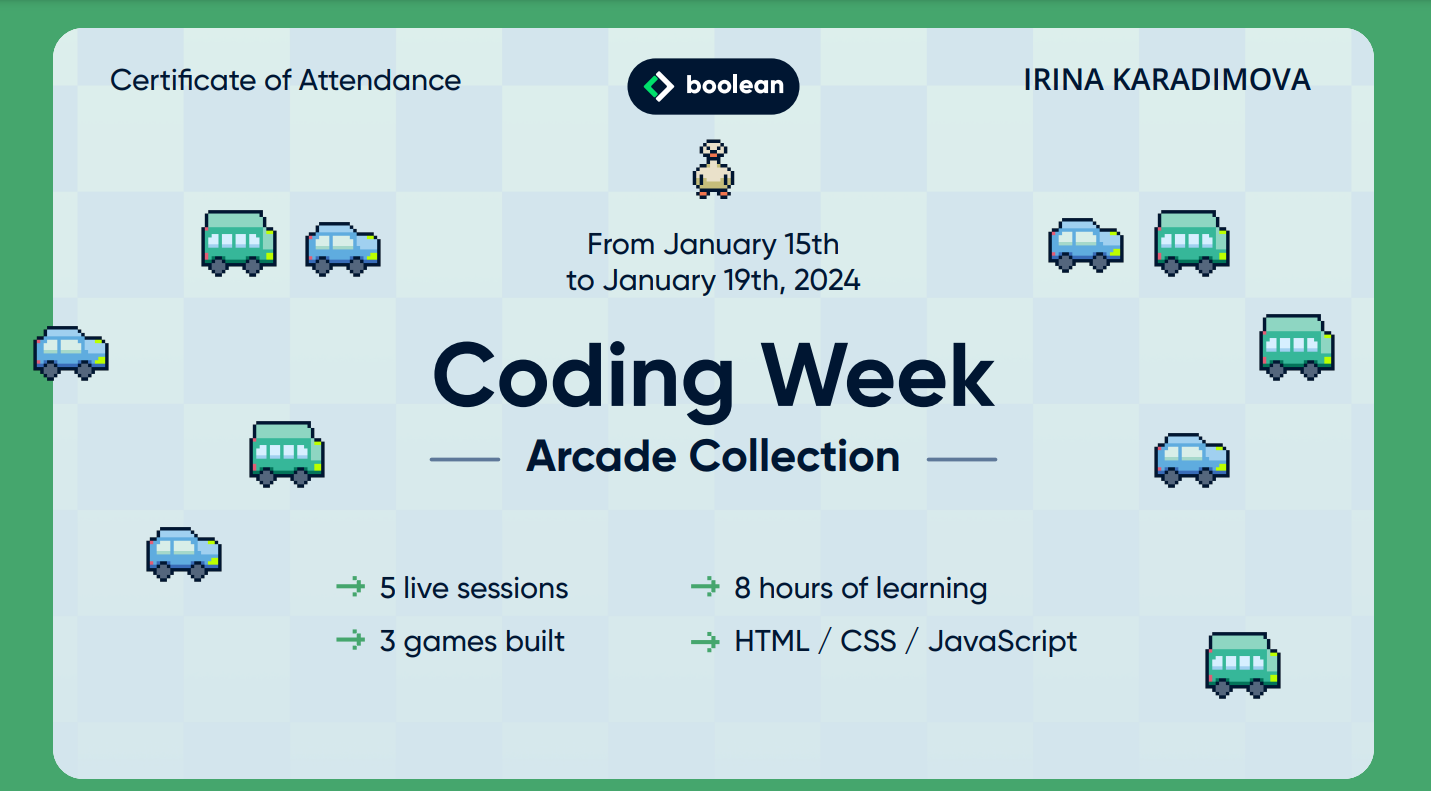 Certificate of Attendance
boolean
IRINA KARADIMOVA
From January 15th
to January 19th, 2024
Coding Week
Arcade Collection
5 live sessions
8 hours of learning
3 games built
HTML / CSS / JavaScript